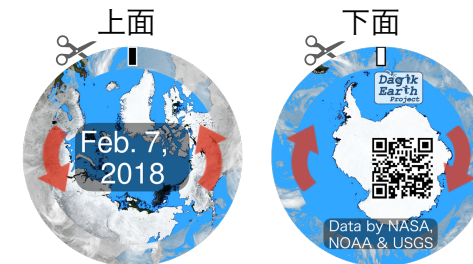 上面
下面
Dagik
Earth
Project
Feb. 7,
2018
Data by NASA,
NOAA & USGS